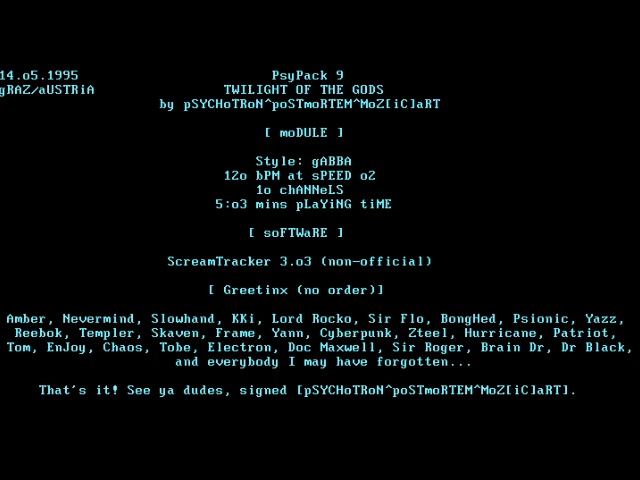 14.o5.1995 PsyPack 9
gRAZ/aUSTRiA TWILIGHT OF THE GODS
by pSYCHoTRoN^poSTmoRTEM^MoZ[iC]aRT
[ moDULE ]
Style: gABBA
12o bPM at sPEED o2
1o chANNeLS
5:o3 mins pLaYiNG tiME
[ soFTWaRE ]
ScreamTracker 3.o3 (non-official)
[ Greetinx (no order)]
Amber, Nevermind, Slowhand, KKi, Lord Rocko, Sir Flo, BongHed, Psionic, Yazz,
Reebok, Templer, Skaven, Frame, Yann, Cyberpunk, Zteel, Hurricane, Patriot,
Tom, EnJoy, Chaos, Tobe, Electron, Doc Maxwell, Sir Roger, Brain Dr, Dr Black,
and everybody I may have forgotten...
That's it! See ya dudes, signed [pSYCHoTRoN^poSTmoRTEM^MoZ[iC]aRT].